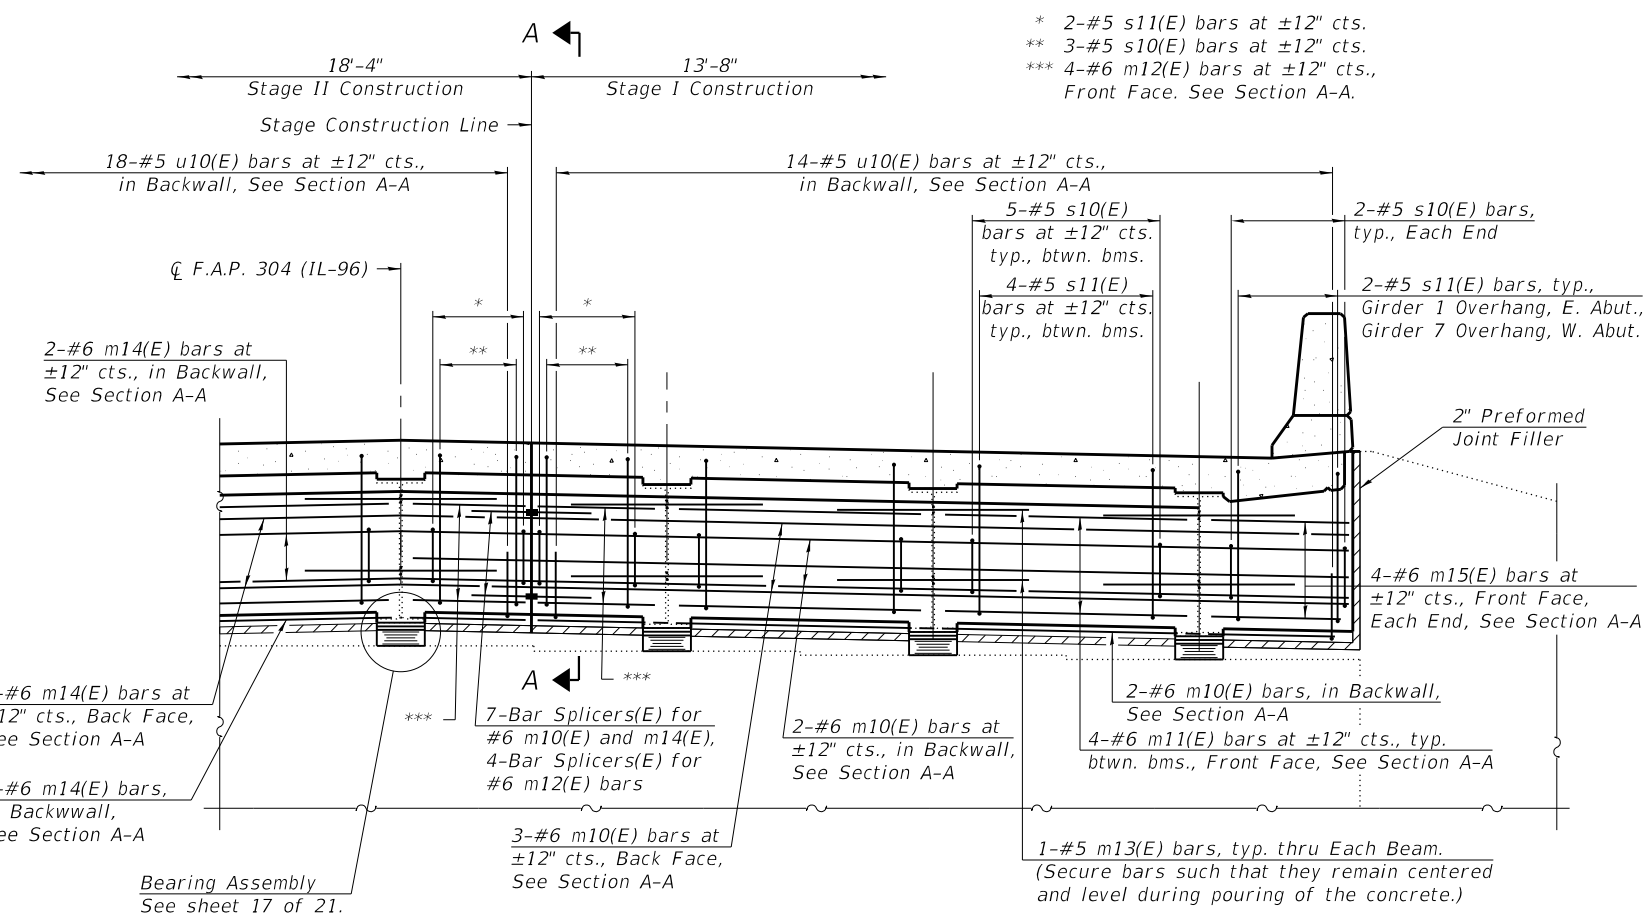 A
* 2-#5 s11(E) bars at ±12" cts.
** 3-#5 s10(E) bars at ±12" cts.
*** 4-#6 m12(E) bars at ±12" cts.,
Front Face. See Section A-A.
18'-4"
Stage II Construction
13'-8"
Stage I Construction
Stage Construction Line
18-#5 u10(E) bars at ±12" cts.,
in Backwall, See Section A-A
14-#5 u10(E) bars at ±12" cts.,
in Backwall, See Section A-A
5-#5 s10(E)
bars at ±12" cts.
typ., btwn. bms.
2-#5 s10(E) bars,
typ., Each End
℄ F.A.P. 304 (IL-96)
4-#5 s11(E)
bars at ±12" cts.
typ., btwn. bms.
2-#5 s11(E) bars, typ.,
Girder 1 Overhang, E. Abut.,
Girder 7 Overhang, W. Abut.
*
*
**
**
2-#6 m14(E) bars at
±12" cts., in Backwall,
See Section A-A
2" Preformed
Joint Filler
4-#6 m15(E) bars at
±12" cts., Front Face,
Each End, See Section A-A
A
***
***
-#6 m14(E) bars at
12" cts., Back Face,
ee Section A-A
7-Bar Splicers(E) for
#6 m10(E) and m14(E),
4-Bar Splicers(E) for
#6 m12(E) bars
2-#6 m10(E) bars at
±12" cts., in Backwall,
See Section A-A
2-#6 m10(E) bars, in Backwall,
See Section A-A
4-#6 m11(E) bars at ±12" cts., typ.
btwn. bms., Front Face, See Section A-A
-#6 m14(E) bars,
Backwwall,
ee Section A-A
3-#6 m10(E) bars at
±12" cts., Back Face,
See Section A-A
1-#5 m13(E) bars, typ. thru Each Beam.
(Secure bars such that they remain centered
and level during pouring of the concrete.)
Bearing Assembly
See sheet 17 of 21.